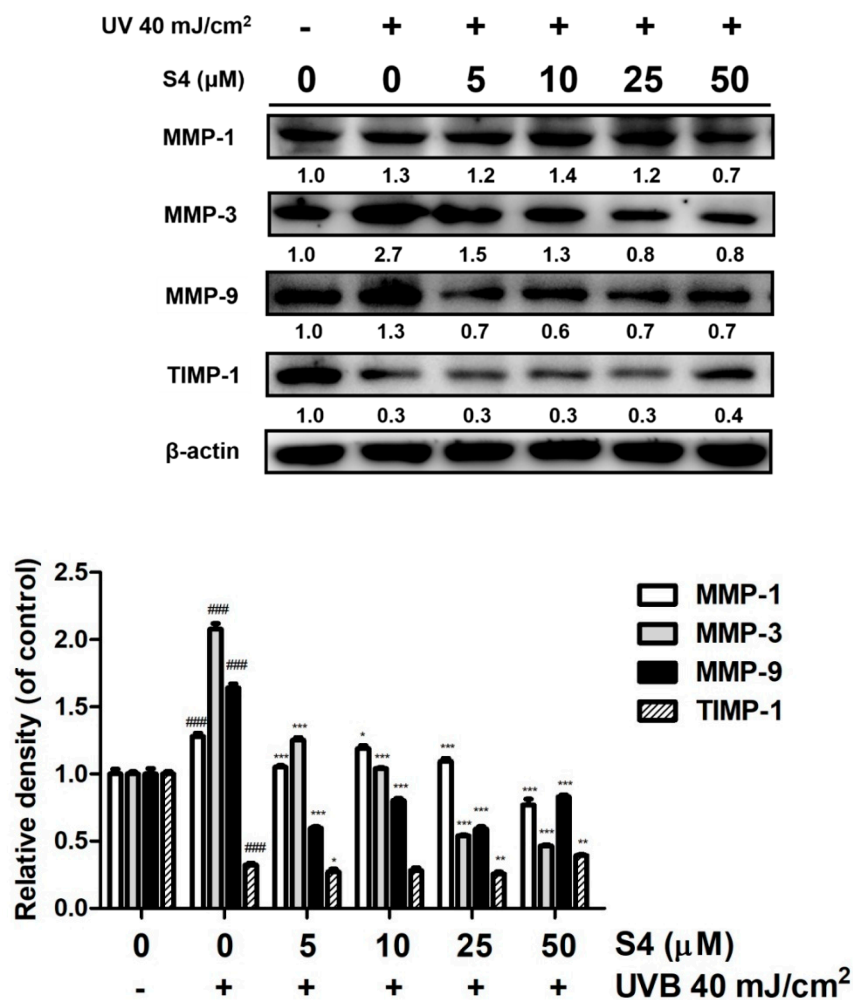 UV 40 mJ/cm² - + + + + +
S4 (μM) 0 0 5 10 25 50
MMP-1
1.0 1.3 1.2 1.4 1.2 0.7
MMP-3
1.0 2.7 1.5 1.3 0.8 0.8
MMP-9
1.0 1.3 0.7 0.6 0.7 0.7
TIMP-1
1.0 0.3 0.3 0.3 0.3 0.4
β-actin
Relative density (of control)
2.5
2.0
1.5
1.0
0.5
0.0
### ### ### ###
*** *** *** *
* *** ***
*** *** *** **
*** *** *** **
MMP-1
MMP-3
MMP-9
TIMP-1
0 0 5 10 25 50 S4 (μM)
- + + + + + UVB 40 mJ/cm²